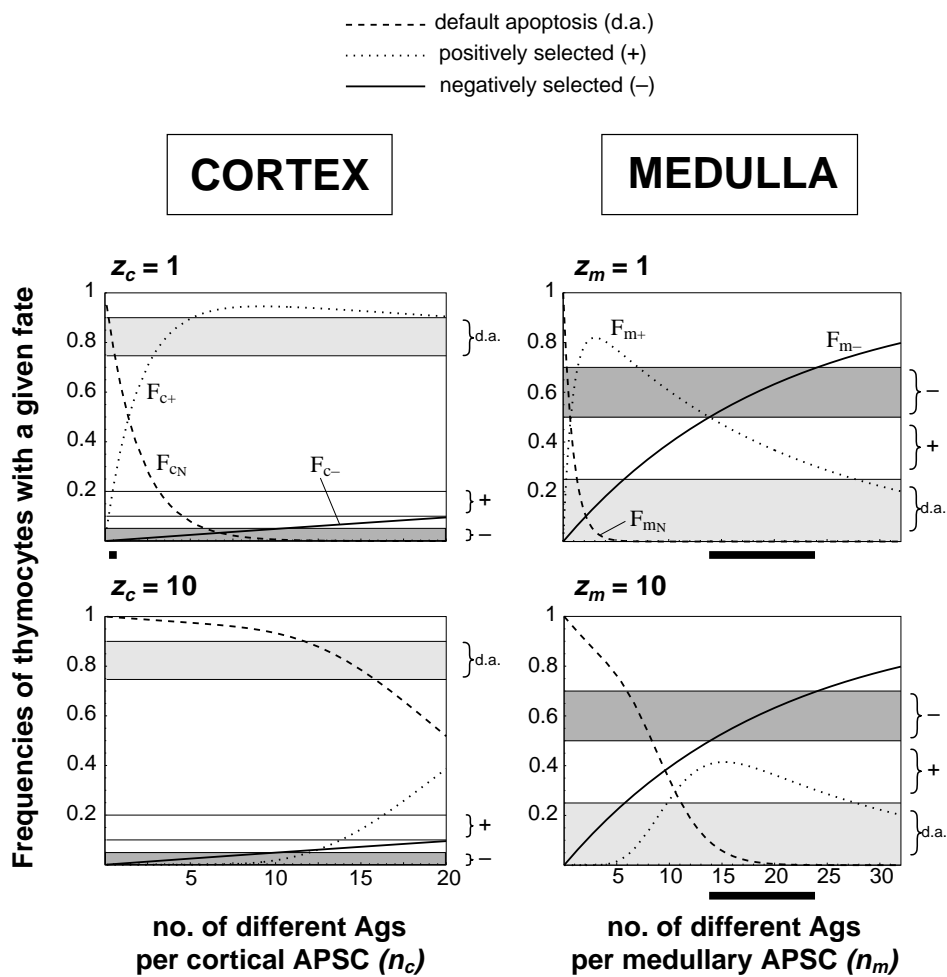 default apoptosis (d.a.)
positively selected (+)
negatively selected (–)
CORTEX
MEDULLA
Frequencies of thymocytes with a given fate
z_c = 1
1
0.8
0.6
0.4
0.2
F_c+
F_cN
F_c–
d.a.
+
–
z_m = 1
1
0.8
0.6
0.4
0.2
F_m+
F_m–
F_mN
–
+
d.a.
z_c = 10
1
0.8
0.6
0.4
0.2
5 10 15 20
d.a.
+
–
z_m = 10
1
0.8
0.6
0.4
0.2
5 10 15 20 25 30
–
+
d.a.
no. of different Ags
per cortical APSC (n_c)
no. of different Ags
per medullary APSC (n_m)